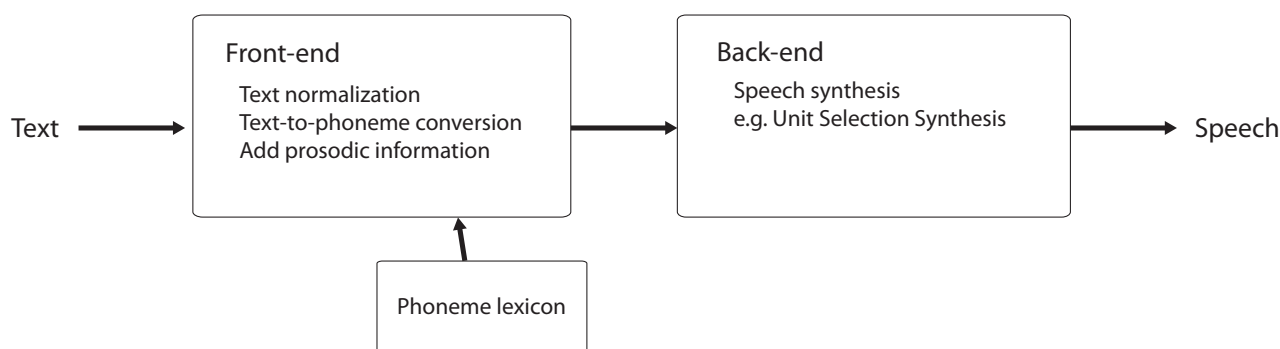 Text
Front-end
Text normalization
Text-to-phoneme conversion
Add prosodic information
Back-end
Speech synthesis
e.g. Unit Selection Synthesis
Speech
Phoneme lexicon